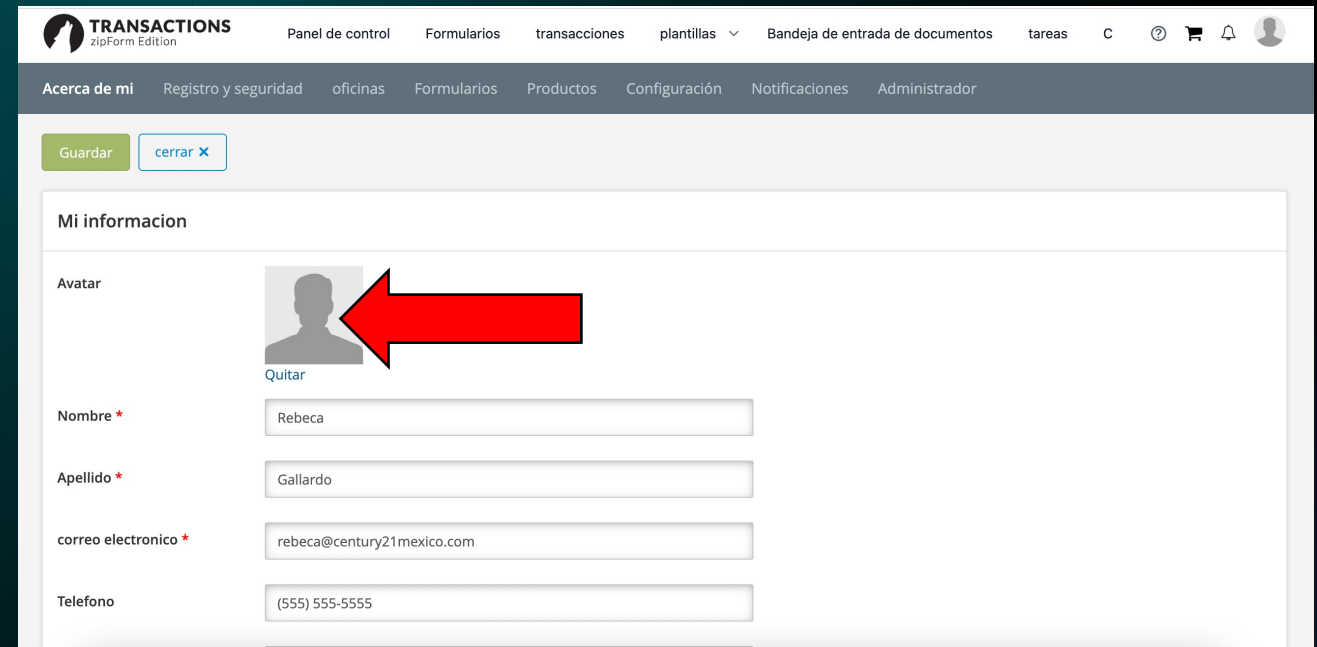 TRANSACTIONS
zipForm Edition
Panel de control Formularios transacciones plantillas Bandeja de entrada de documentos tareas C
Acerca de mi Registro y seguridad oficinas Formularios Productos Configuración Notificaciones Administrador
Guardar cerrar ×
Mi informacion
Avatar
Quitar
Nombre * Rebeca
Apellido * Gallardo
correo electronico * rebeca@century21mexico.com
Telefono (555) 555-5555